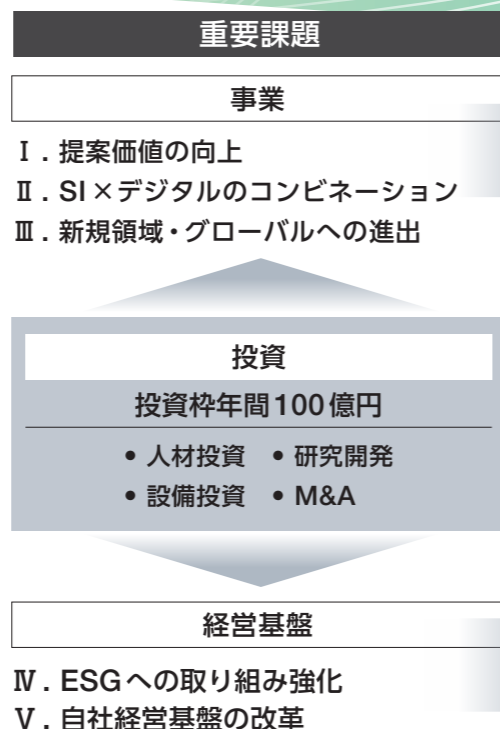 重要課題
事業
Ⅰ．提案価値の向上
Ⅱ．SI×デジタルのコンビネーション
Ⅲ．新規領域・グローバルへの進出
投資
投資枠年間100億円
• 人材投資 • 研究開発
• 設備投資 • M&A
経営基盤
Ⅳ．ESGへの取り組み強化
Ⅴ．自社経営基盤の改革